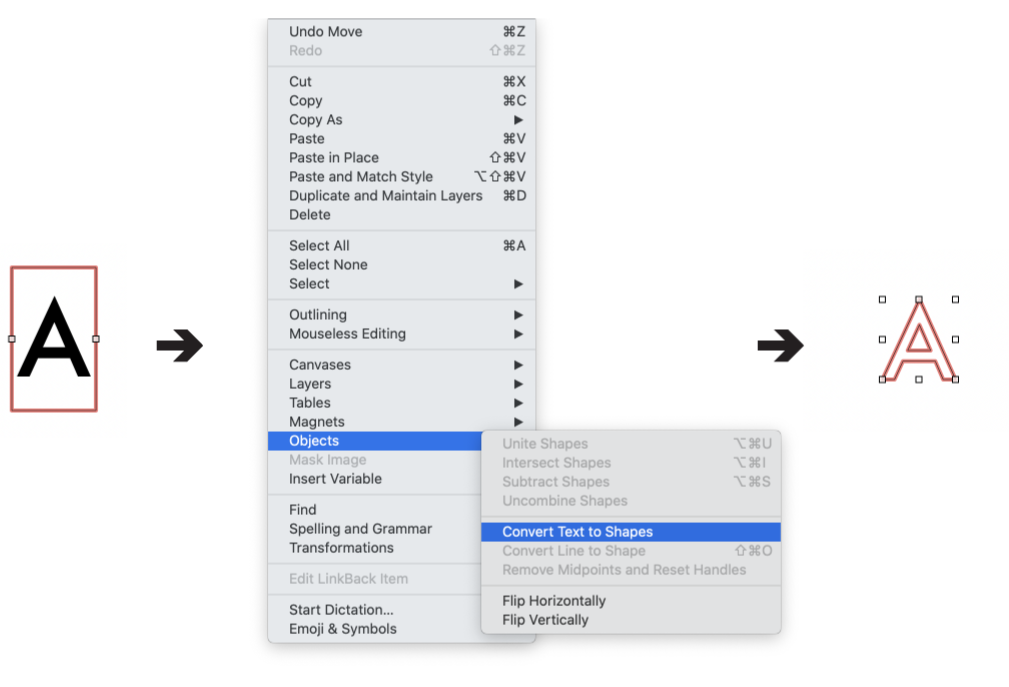 A
Undo Move ⌘Z
Redo ⇧⌘Z
Cut ⌘X
Copy ⌘C
Copy As ▶
Paste ⌘V
Paste in Place ⇧⌘V
Paste and Match Style ⌥⇧⌘V
Duplicate and Maintain Layers ⌘D
Delete
Select All ⌘A
Select None
Select ▶
Outlining ▶
Mouseless Editing ▶
Canvases ▶
Layers ▶
Tables ▶
Magnets ▶
Objects
Mask Image
Insert Variable
Find
Spelling and Grammar
Transformations
Edit LinkBack Item
Start Dictation...
Emoji & Symbols
Unite Shapes ⌥⌘U
Intersect Shapes ⌥⌘I
Subtract Shapes ⌥⌘S
Uncombine Shapes
Convert Text to Shapes
Convert Line to Shape ⇧⌘O
Remove Midpoints and Reset Handles
Flip Horizontally
Flip Vertically
A